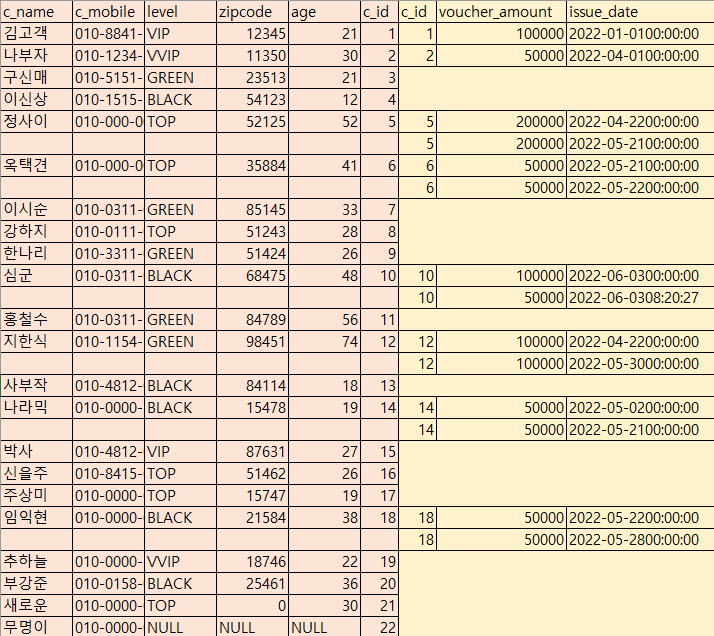 c_name c_mobile level zipcode age c_id c_id voucher_amount issue_date
김고객 010-8841- VIP 12345 21 1 1 100000 2022-01-0100:00:00
나부자 010-1234- VVIP 11350 30 2 2 50000 2022-04-0100:00:00
구신매 010-5151- GREEN 23513 21 3
이신상 010-1515- BLACK 54123 12 4
정사이 010-000-0 TOP 52125 52 5 5 200000 2022-04-2200:00:00
5 200000 2022-05-2100:00:00
옥택견 010-000-0 TOP 35884 41 6 6 50000 2022-05-2100:00:00
6 50000 2022-05-2200:00:00
이시순 010-0311- GREEN 85145 33 7
강하지 010-0111- TOP 51243 28 8
한나리 010-3311- GREEN 51424 26 9
심군 010-0311- BLACK 68475 48 10 10 100000 2022-06-0300:00:00
10 50000 2022-06-0308:20:27
홍철수 010-0311- GREEN 84789 56 11
지한식 010-1154- GREEN 98451 74 12 12 100000 2022-04-2200:00:00
12 100000 2022-05-3000:00:00
사부작 010-4812- BLACK 84114 18 13
나라믹 010-0000- BLACK 15478 19 14 14 50000 2022-05-0200:00:00
14 50000 2022-05-2100:00:00
박사 010-4812- VIP 87631 27 15
신을주 010-8415- TOP 51462 26 16
주상미 010-0000- TOP 15747 19 17
임익현 010-0000- BLACK 21584 38 18 18 50000 2022-05-2200:00:00
18 50000 2022-05-2800:00:00
추하늘 010-0000- VVIP 18746 22 19
부강준 010-0158- BLACK 25461 36 20
새로운 010-0000- TOP 0 30 21
무명이 010-0000- NULL NULL NULL 22